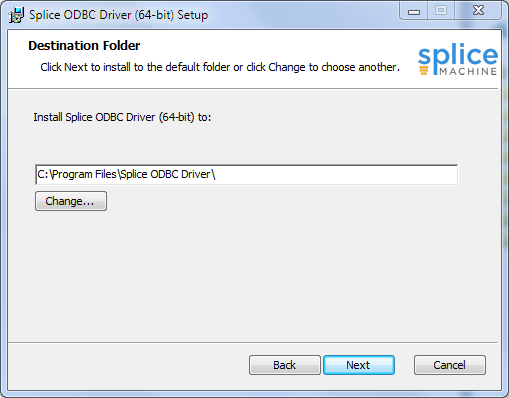 Splice ODBC Driver (64-bit) Setup
Destination Folder
Click Next to install to the default folder or click Change to choose another.
splice
MACHINE
Install Splice ODBC Driver (64-bit) to:
C:\Program Files\Splice ODBC Driver\
Change...
Back Next Cancel